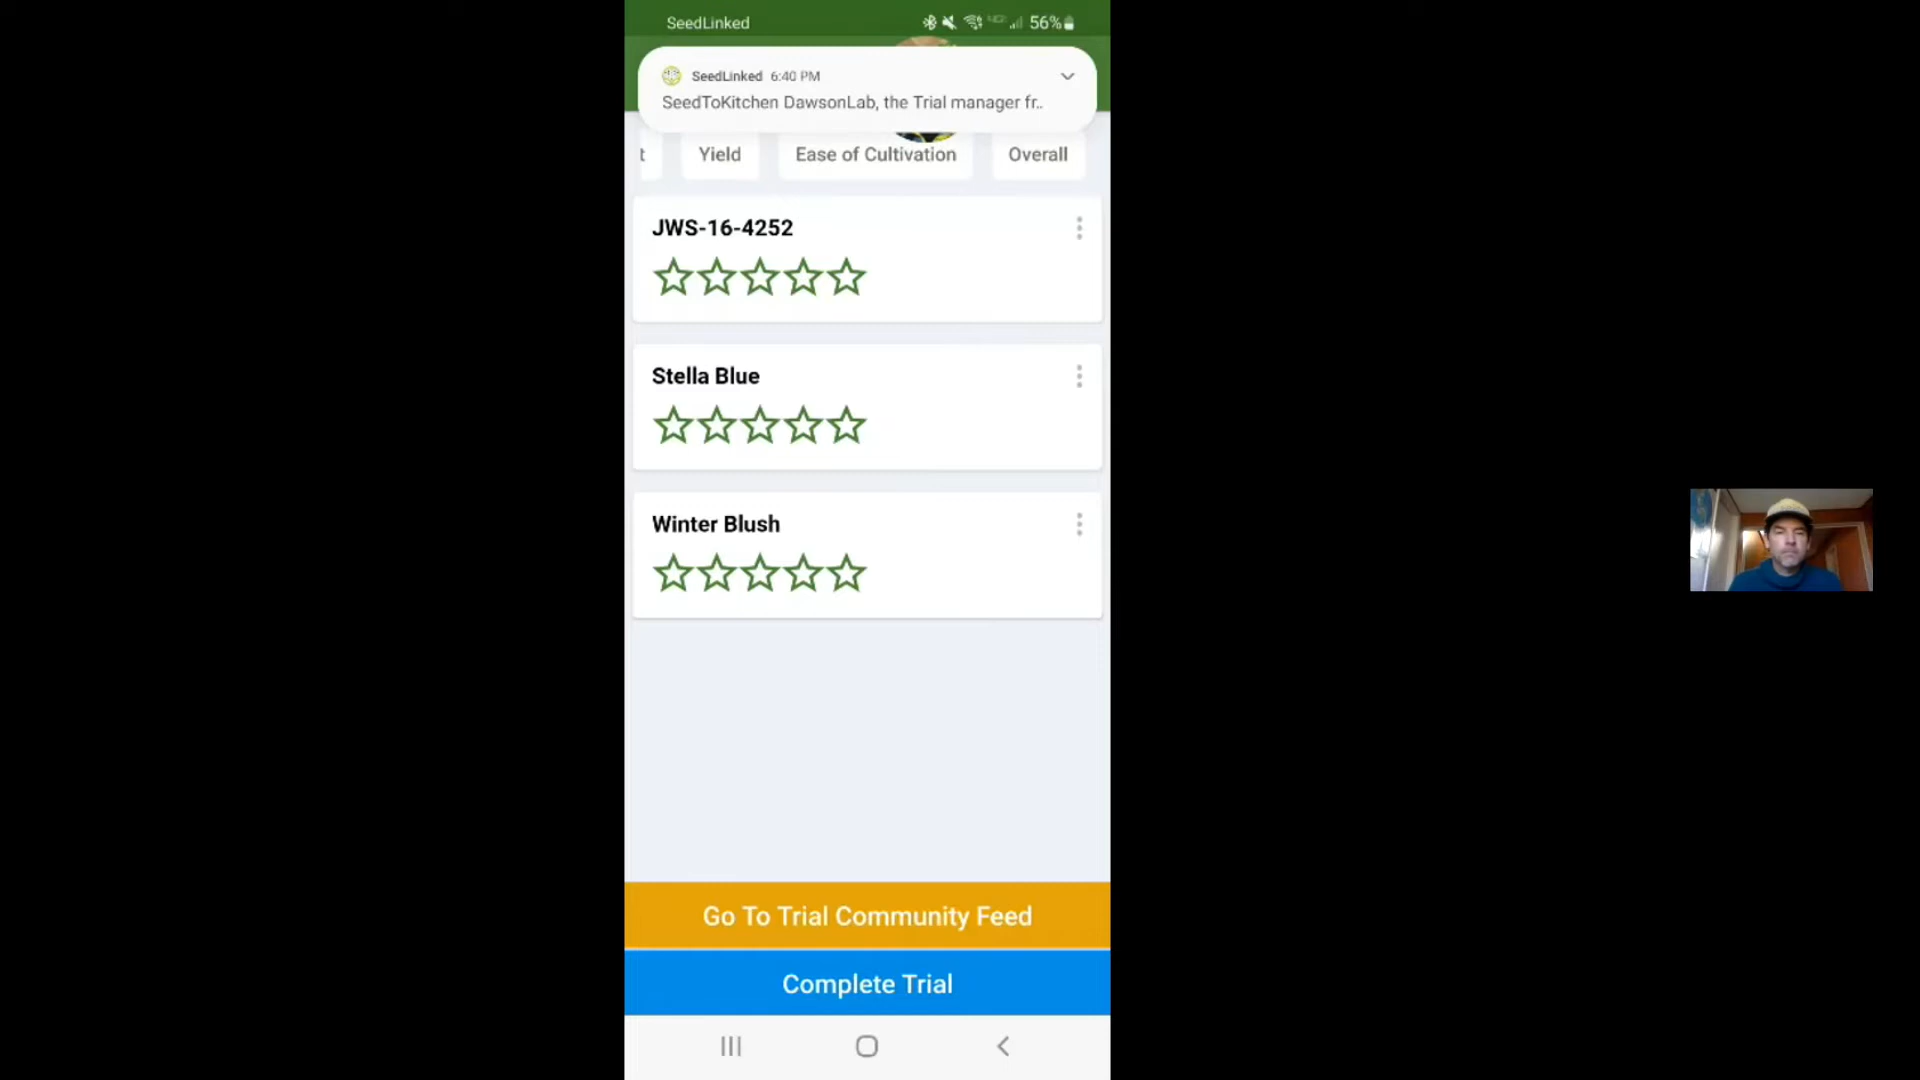 SeedLinked
56%
SeedLinked 6:40 PM
SeedToKitchen DawsonLab, the Trial manager fr..
t Yield Ease of Cultivation Overall
JWS-16-4252
Stella Blue
Winter Blush
Go To Trial Community Feed
Complete Trial